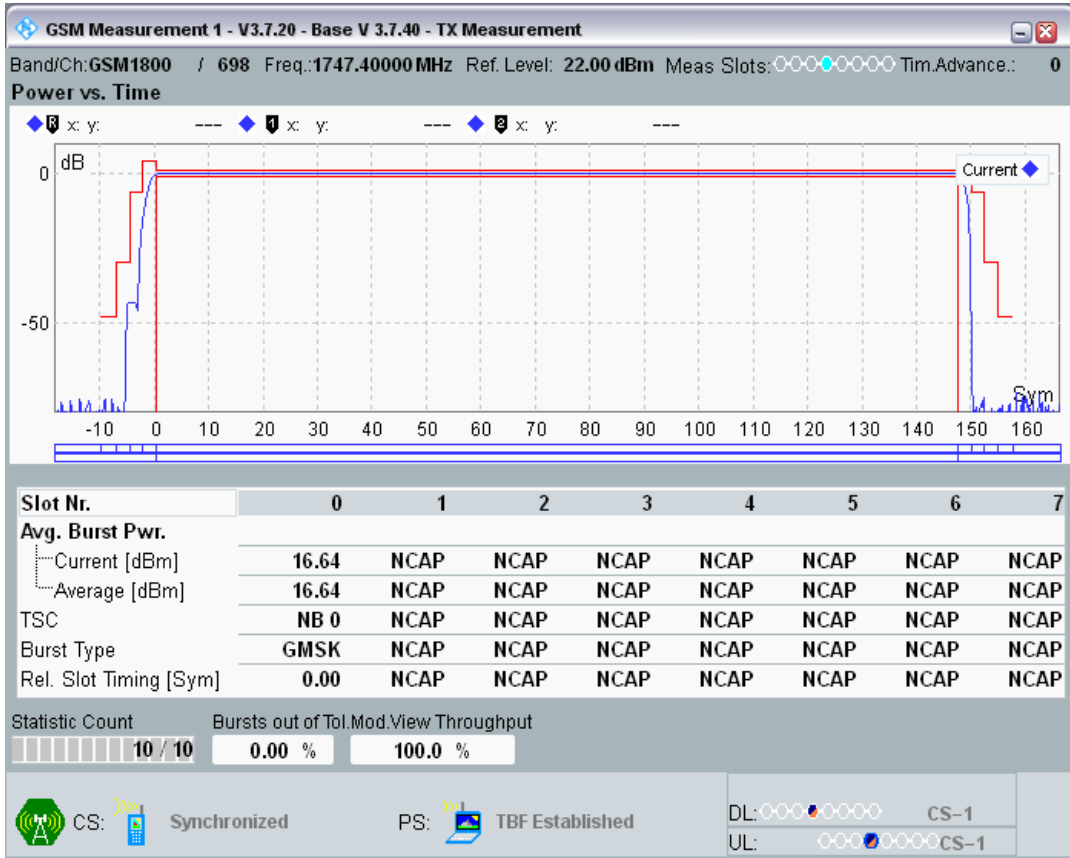 GSM Measurement 1 - V3.7.20 - Base V 3.7.40 - TX Measurement
Band/Ch:GSM1800 / 698 Freq.:1747.40000 MHz Ref. Level: 22.00 dBm Meas Slots: Tim.Advance.: 0
Power vs. Time
R x: y: --- 1 x: y: --- 2 x: y: ---
dB
Current
0
-50
Sym
-10 0 10 20 30 40 50 60 70 80 90 100 110 120 130 140 150 160
Slot Nr. 0 1 2 3 4 5 6 7
Avg. Burst Pwr.
Current [dBm] 16.64 NCAP NCAP NCAP NCAP NCAP NCAP NCAP
Average [dBm] 16.64 NCAP NCAP NCAP NCAP NCAP NCAP NCAP
TSC NB 0 NCAP NCAP NCAP NCAP NCAP NCAP NCAP
Burst Type GMSK NCAP NCAP NCAP NCAP NCAP NCAP NCAP
Rel. Slot Timing [Sym] 0.00 NCAP NCAP NCAP NCAP NCAP NCAP NCAP
Statistic Count Bursts out of Tol.Mod.View Throughput
10 / 10 0.00 % 100.0 %
CS: Synchronized PS: TBF Established DL: CS-1
UL: CS-1